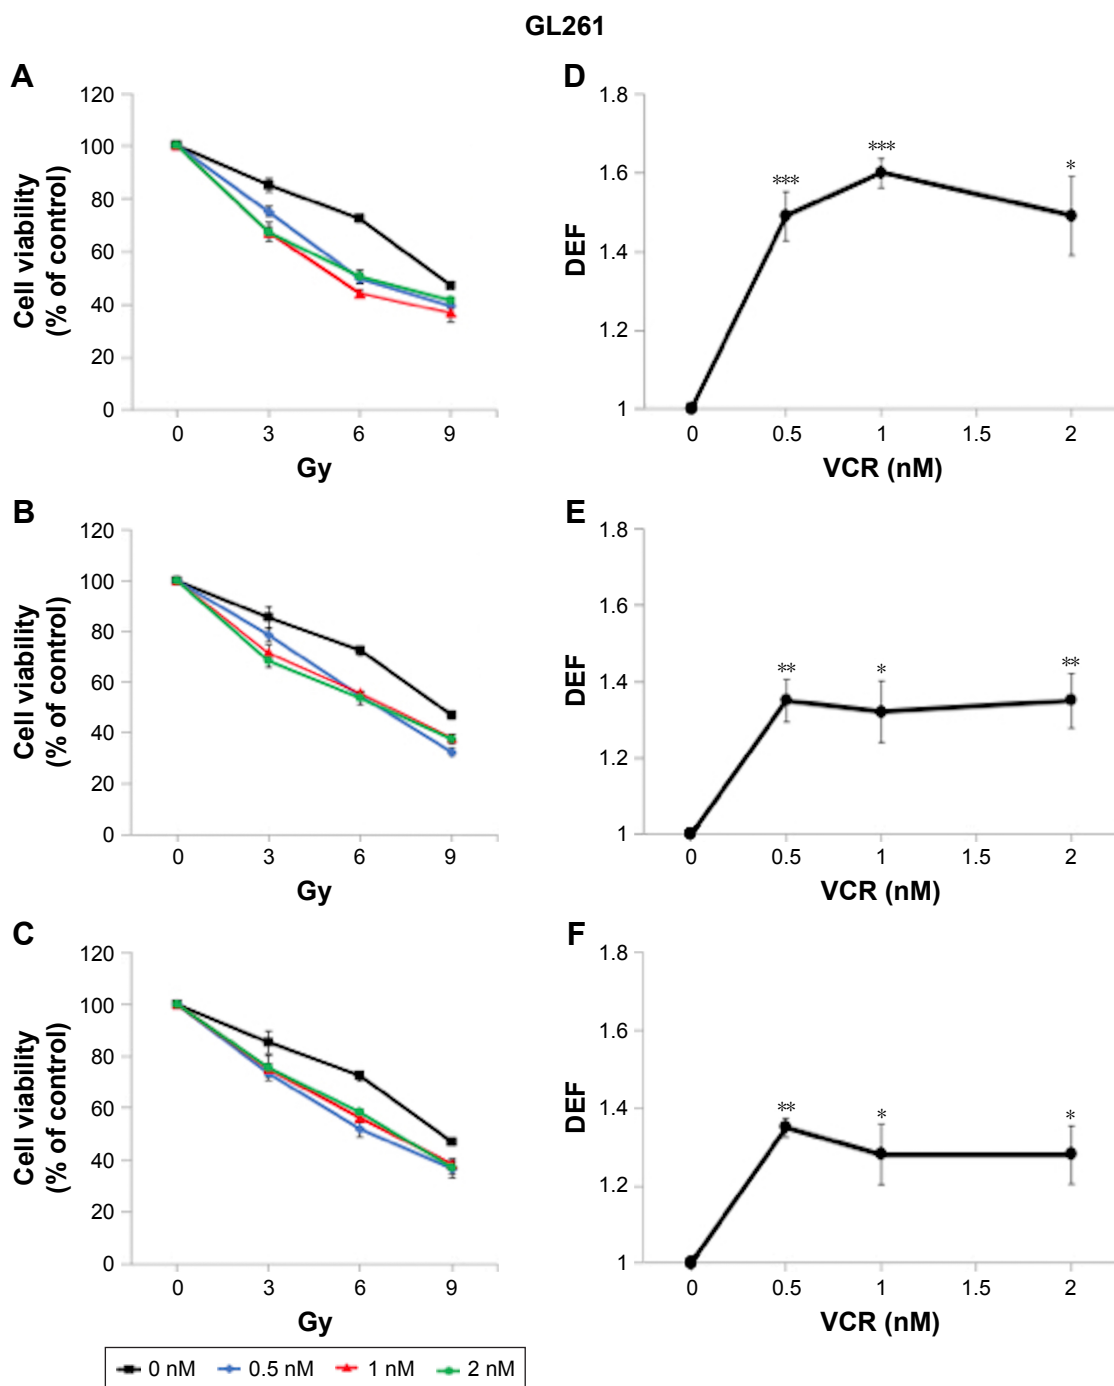 GL261
A
120
100
80
60
40
20
0
Cell viability
(% of control)
0 3 6 9
Gy
D
1.8
1.6
1.4
1.2
1
DEF
***
***
*
0 0.5 1 1.5 2
VCR (nM)
B
120
100
80
60
40
20
0
Cell viability
(% of control)
0 3 6 9
Gy
E
1.8
1.6
1.4
1.2
1
DEF
**
*
**
0 0.5 1 1.5 2
VCR (nM)
C
120
100
80
60
40
20
0
Cell viability
(% of control)
0 3 6 9
Gy
F
1.8
1.6
1.4
1.2
1
DEF
**
*
*
0 0.5 1 1.5 2
VCR (nM)
0 nM 0.5 nM 1 nM 2 nM